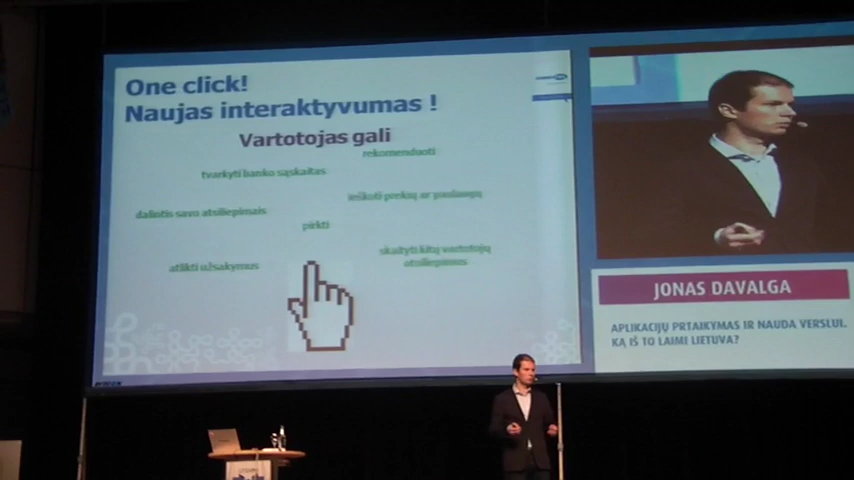 One click!
Naujas interaktyvumas !
Vartotojas gali
rekomenduoti
tvarkyti banko sąskaitas
ieškoti prekių ar paslaugų
dalintis savo atsiliepimais
pirkti
skaityti kitų vartotojų
atsiliepimus
atlikti užsakymus
JONAS DAVALGA
APLIKACIJŲ PRTAIKYMAS IR NAUDA VERSLUI.
KĄ IŠ TO LAIMI LIETUVA?